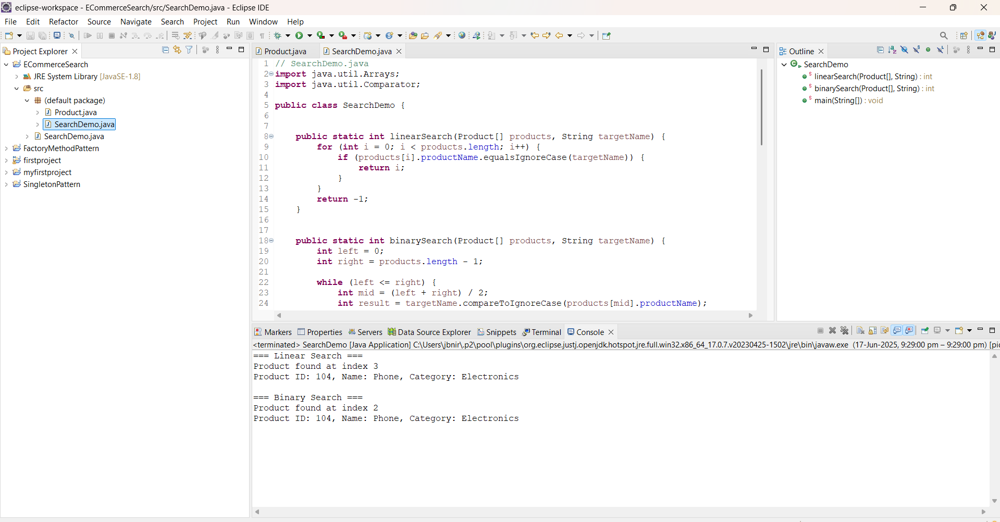 eclipse-workspace - ECommerceSearch/src/SearchDemo.java - Eclipse IDE
File Edit Refactor Source Navigate Search Project Run Window Help
Project Explorer
ECommerceSearch
JRE System Library [JavaSE-1.8]
src
(default package)
Product.java
SearchDemo.java
SearchDemo.java
FactoryMethodPattern
firstproject
myfirstproject
SingletonPattern
Product.java SearchDemo.java
1 // SearchDemo.java
2 import java.util.Arrays;
3 import java.util.Comparator;
4
5 public class SearchDemo {
6
7
8 public static int linearSearch(Product[] products, String targetName) {
9 for (int i = 0; i < products.length; i++) {
10 if (products[i].productName.equalsIgnoreCase(targetName)) {
11 return i;
12 }
13 }
14 return -1;
15 }
16
17
18 public static int binarySearch(Product[] products, String targetName) {
19 int left = 0;
20 int right = products.length - 1;
21
22 while (left <= right) {
23 int mid = (left + right) / 2;
24 int result = targetName.compareToIgnoreCase(products[mid].productName);
Outline
SearchDemo
linearSearch(Product[], String) : int
binarySearch(Product[], String) : int
main(String[]) : void
Markers Properties Servers Data Source Explorer Snippets Terminal Console
<terminated> SearchDemo [Java Application] C:\Users\jbnir\.p2\pool\plugins\org.eclipse.justj.openjdk.hotspot.jre.full.win32.x86_64_17.0.7.v20230425-1502\jre\bin\javaw.exe (17-Jun-2025, 9:29:00 pm – 9:29:00 pm) [pi
=== Linear Search ===
Product found at index 3
Product ID: 104, Name: Phone, Category: Electronics
=== Binary Search ===
Product found at index 2
Product ID: 104, Name: Phone, Category: Electronics